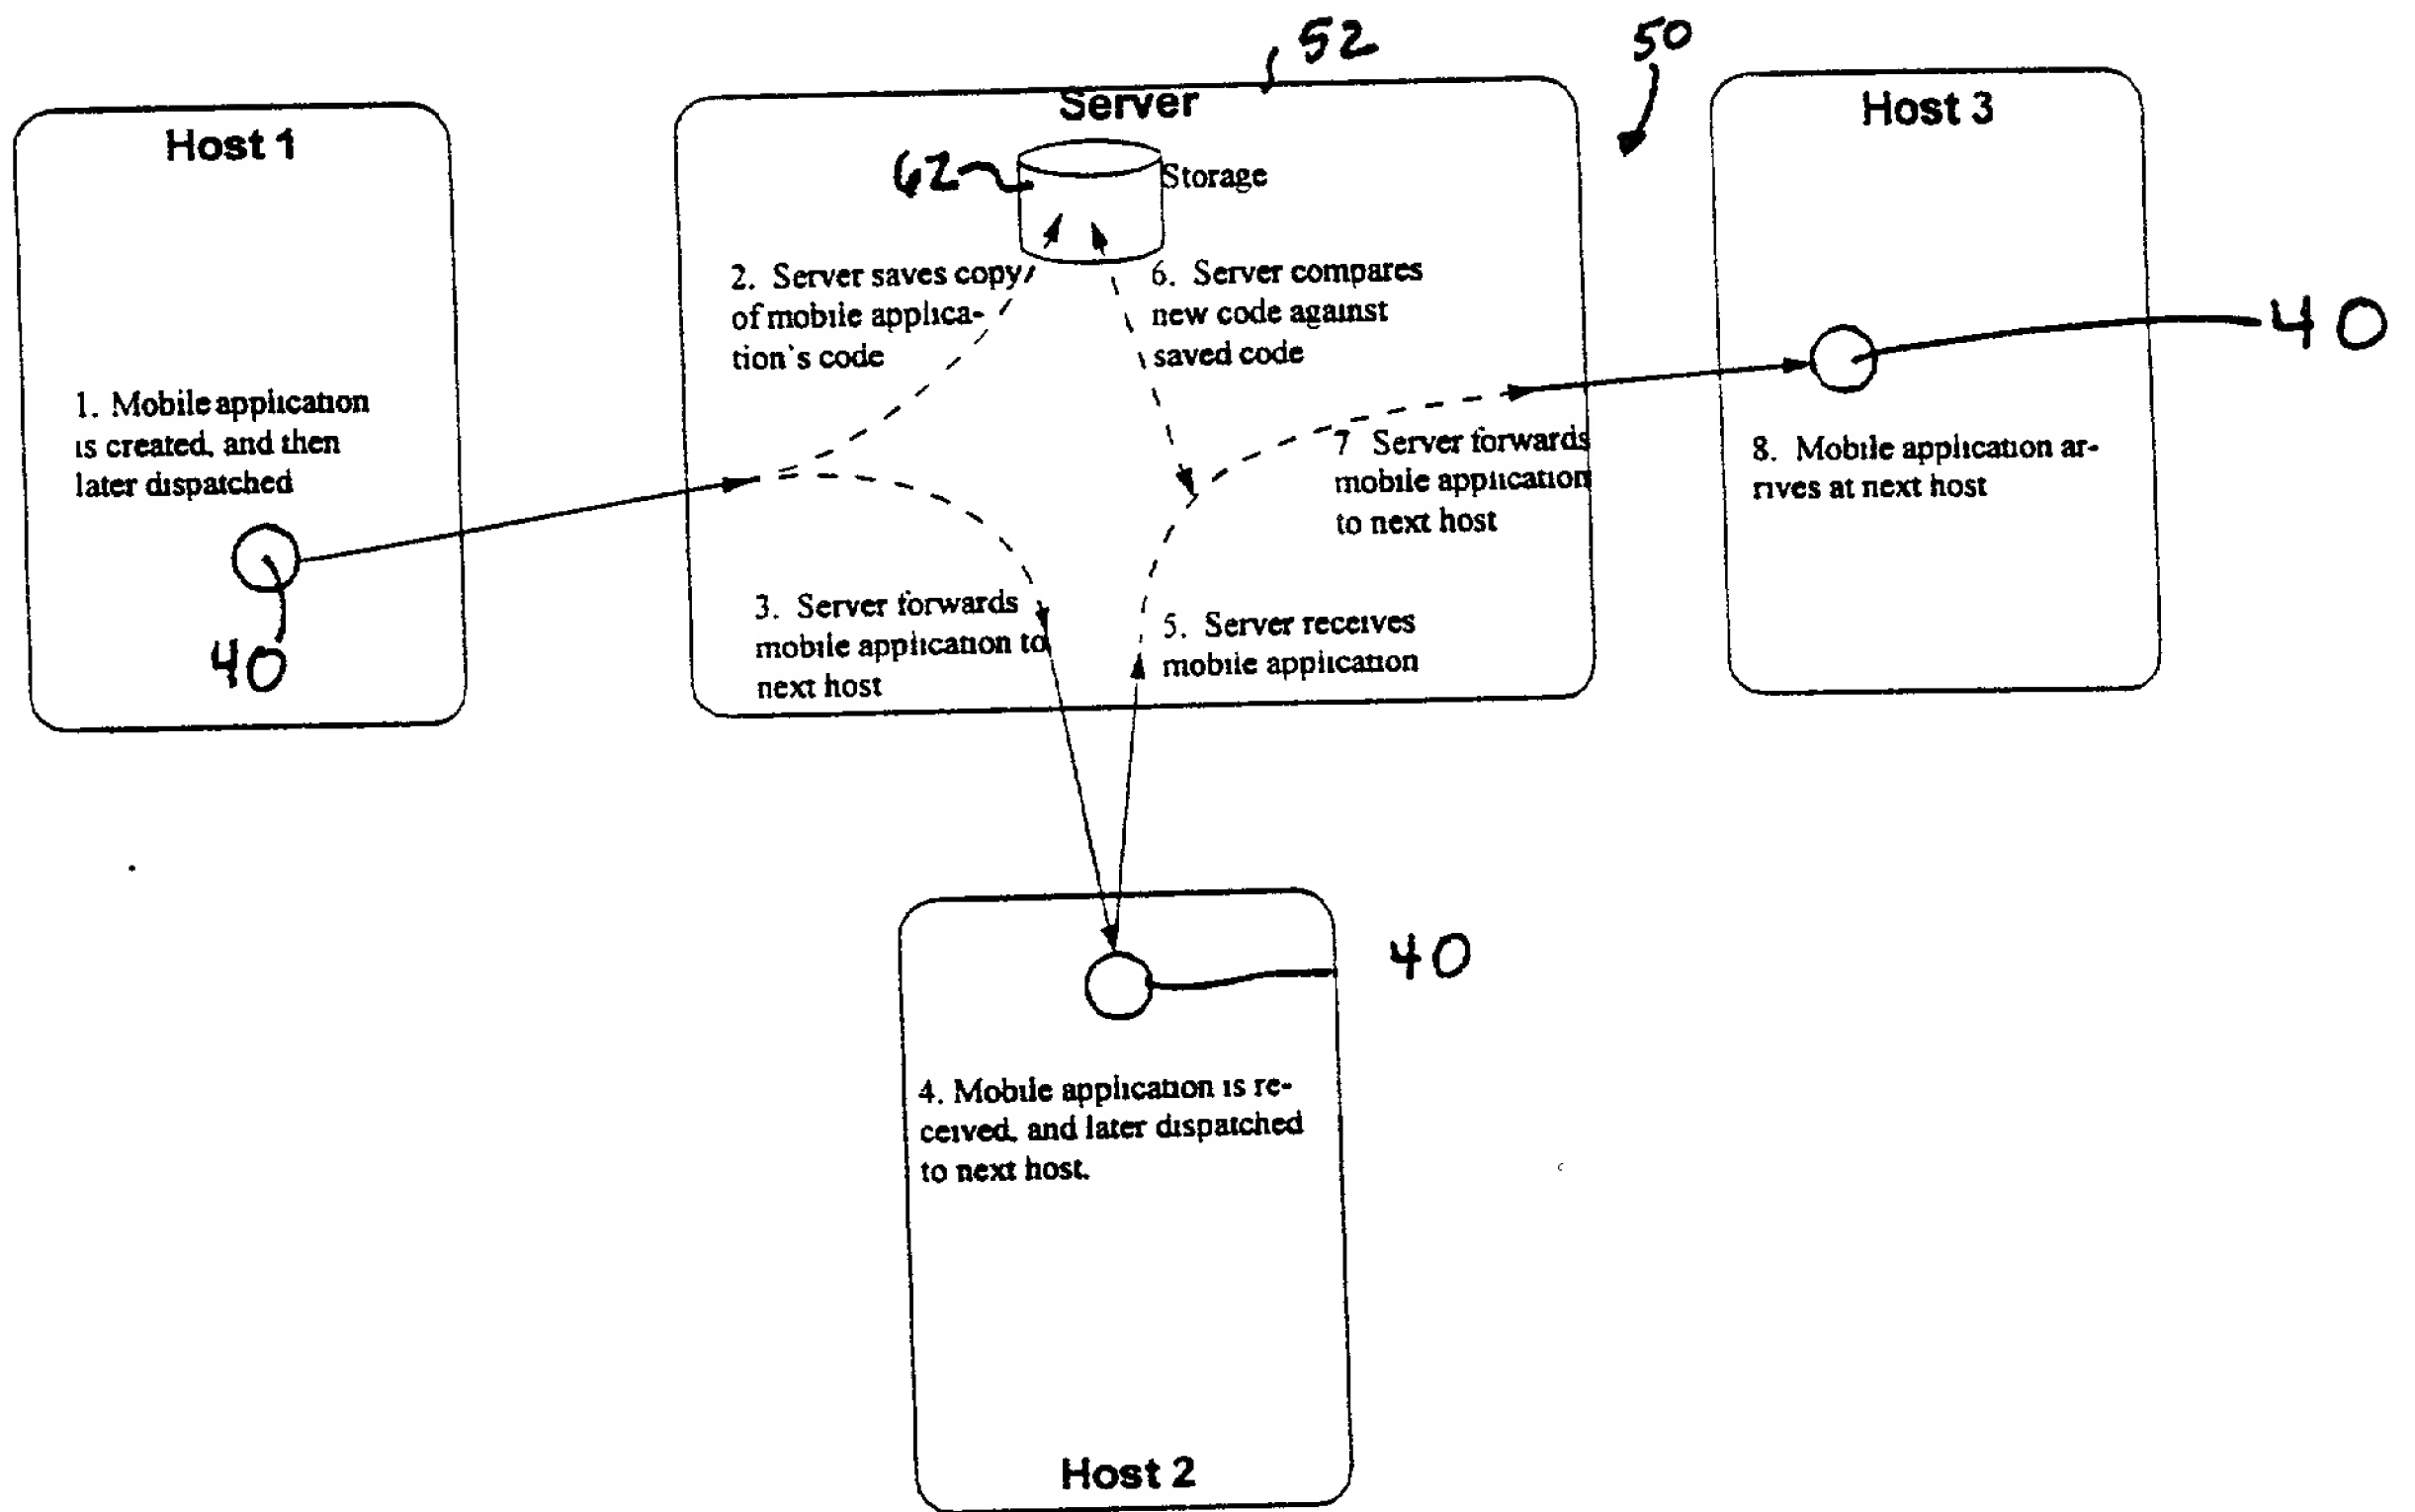 52
50
Server
Host 3
Host 1
62
Storage
2. Server saves copy
of mobile applica-
tion's code
6. Server compares
new code against
saved code
40
1. Mobile application
is created, and then
later dispatched
7 Server forwards
mobile application
to next host
8. Mobile application ar-
rives at next host
40
3. Server forwards
mobile application to
next host
5. Server receives
mobile application
40
4. Mobile application is re-
ceived, and later dispatched
to next host.
Host 2